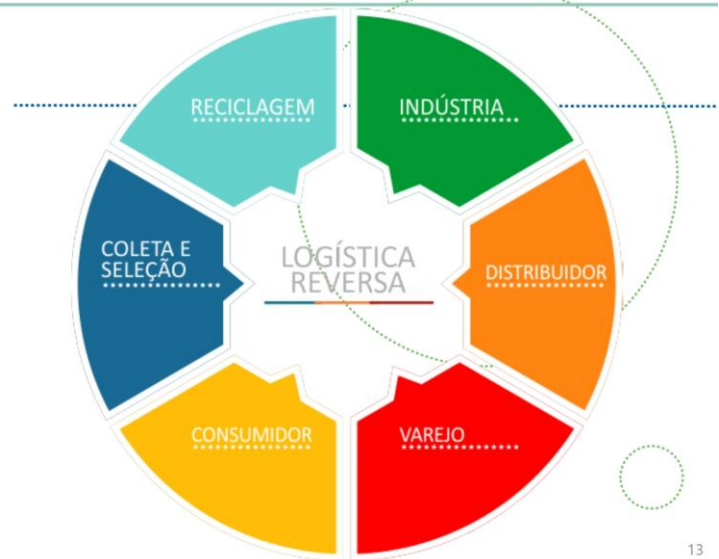 RECICLAGEM
INDÚSTRIA
COLETA E
SELEÇÃO
LOGÍSTICA
REVERSA
DISTRIBUIDOR
CONSUMIDOR
VAREJO
13